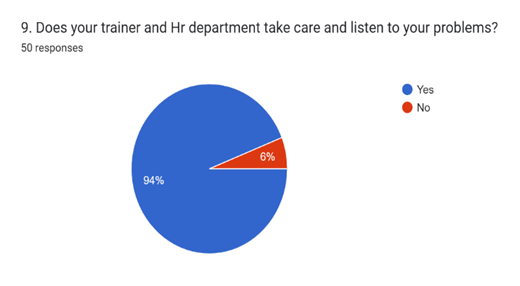 9. Does your trainer and Hr department take care and listen to your problems?
50 responses
Yes
No
6%
94%